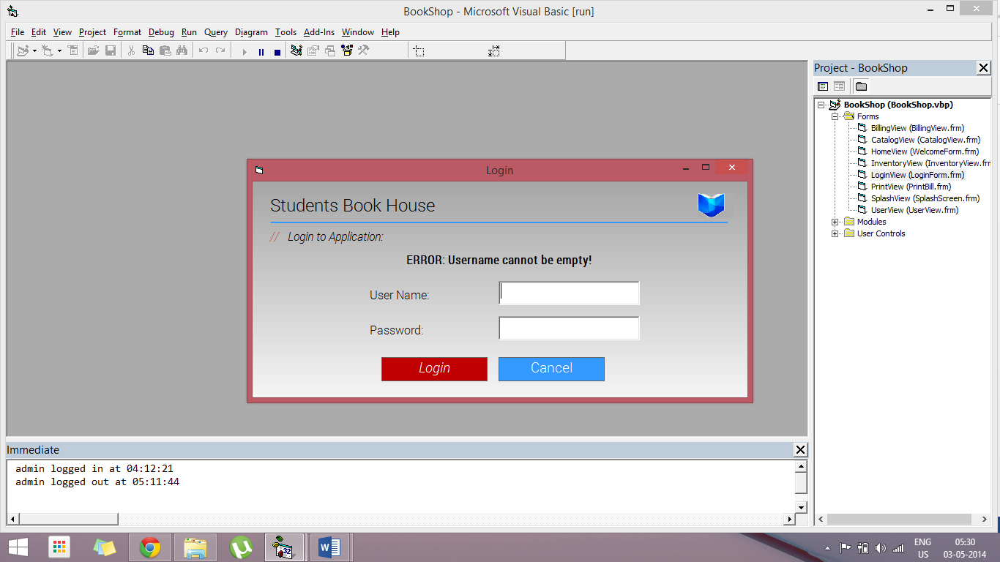 BookShop - Microsoft Visual Basic [run]
File Edit View Project Format Debug Run Query Diagram Tools Add-Ins Window Help
Project - BookShop
BookShop (BookShop.vbp)
Forms
BillingView (BillingView.frm)
CatalogView (CatalogView.frm)
HomeView (WelcomeForm.frm)
InventoryView (InventoryView.frm
LoginView (LoginForm.frm)
PrintView (PrintBill.frm)
SplashView (SplashScreen.frm)
UserView (UserView.frm)
Modules
User Controls
Login
Students Book House
// Login to Application:
ERROR: Username cannot be empty!
User Name:
Password:
Login Cancel
Immediate
admin logged in at 04:12:21
admin logged out at 05:11:44
ENG 05:30
US 03-05-2014